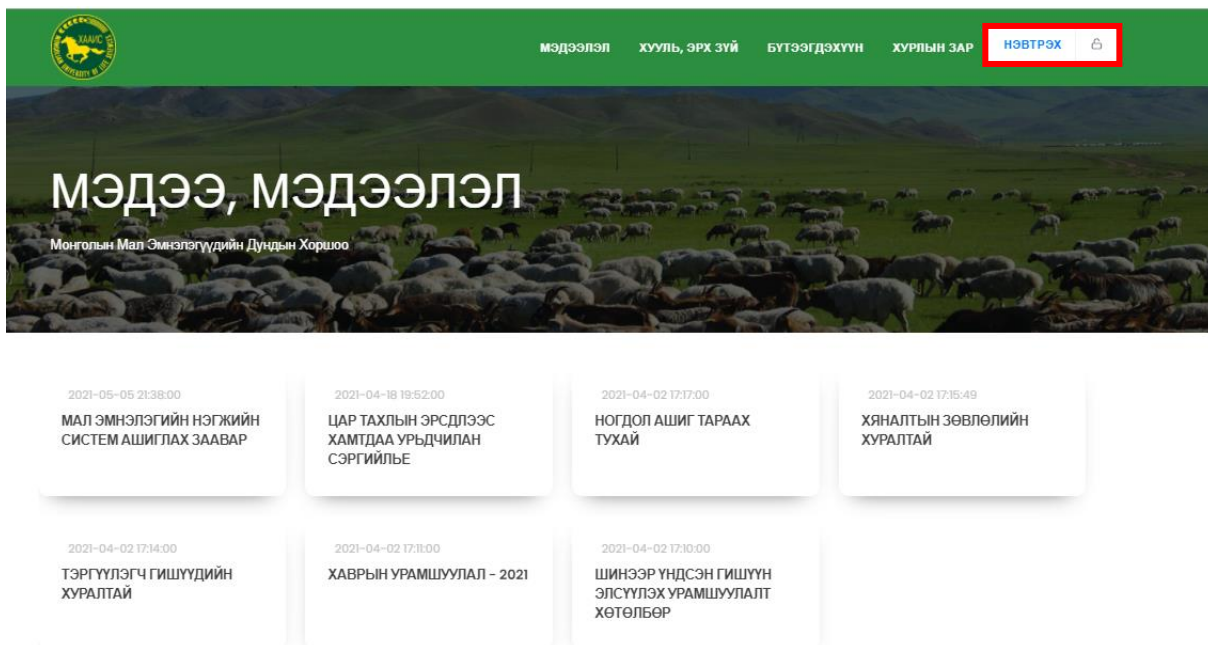 ХААИС
МЭДЭЭЛЭЛ ХУУЛЬ, ЭРХ ЗҮЙ БҮТЭЭГДЭХҮҮН ХУРЛЫН ЗАР НЭВТРЭХ
МЭДЭЭ, МЭДЭЭЛЭЛ
Монголын Мал Эмнэлэгүүдийн Дундын Хоршоо
2021-05-05 21:38:00
МАЛ ЭМНЭЛЭГИЙН НЭГЖИЙН
СИСТЕМ АШИГЛАХ ЗААВАР
2021-04-18 19:52:00
ЦАР ТАХЛЫН ЭРСДЛЭЭС
ХАМТДАА УРЬДЧИЛАН
СЭРГИЙЛЬЕ
2021-04-02 17:17:00
НОГДОЛ АШИГ ТАРААХ
ТУХАЙ
2021-04-02 17:15:49
ХЯНАЛТЫН ЗӨВЛӨЛИЙН
ХУРАЛТАЙ
2021-04-02 17:14:00
ТЭРГҮҮЛЭГЧ ГИШҮҮДИЙН
ХУРАЛТАЙ
2021-04-02 17:11:00
ХАВРЫН УРАМШУУЛАЛ - 2021
2021-04-02 17:10:00
ШИНЭЭР ҮНДСЭН ГИШҮҮН
ЭЛСҮҮЛЭХ УРАМШУУЛАЛТ
ХӨТӨЛБӨР